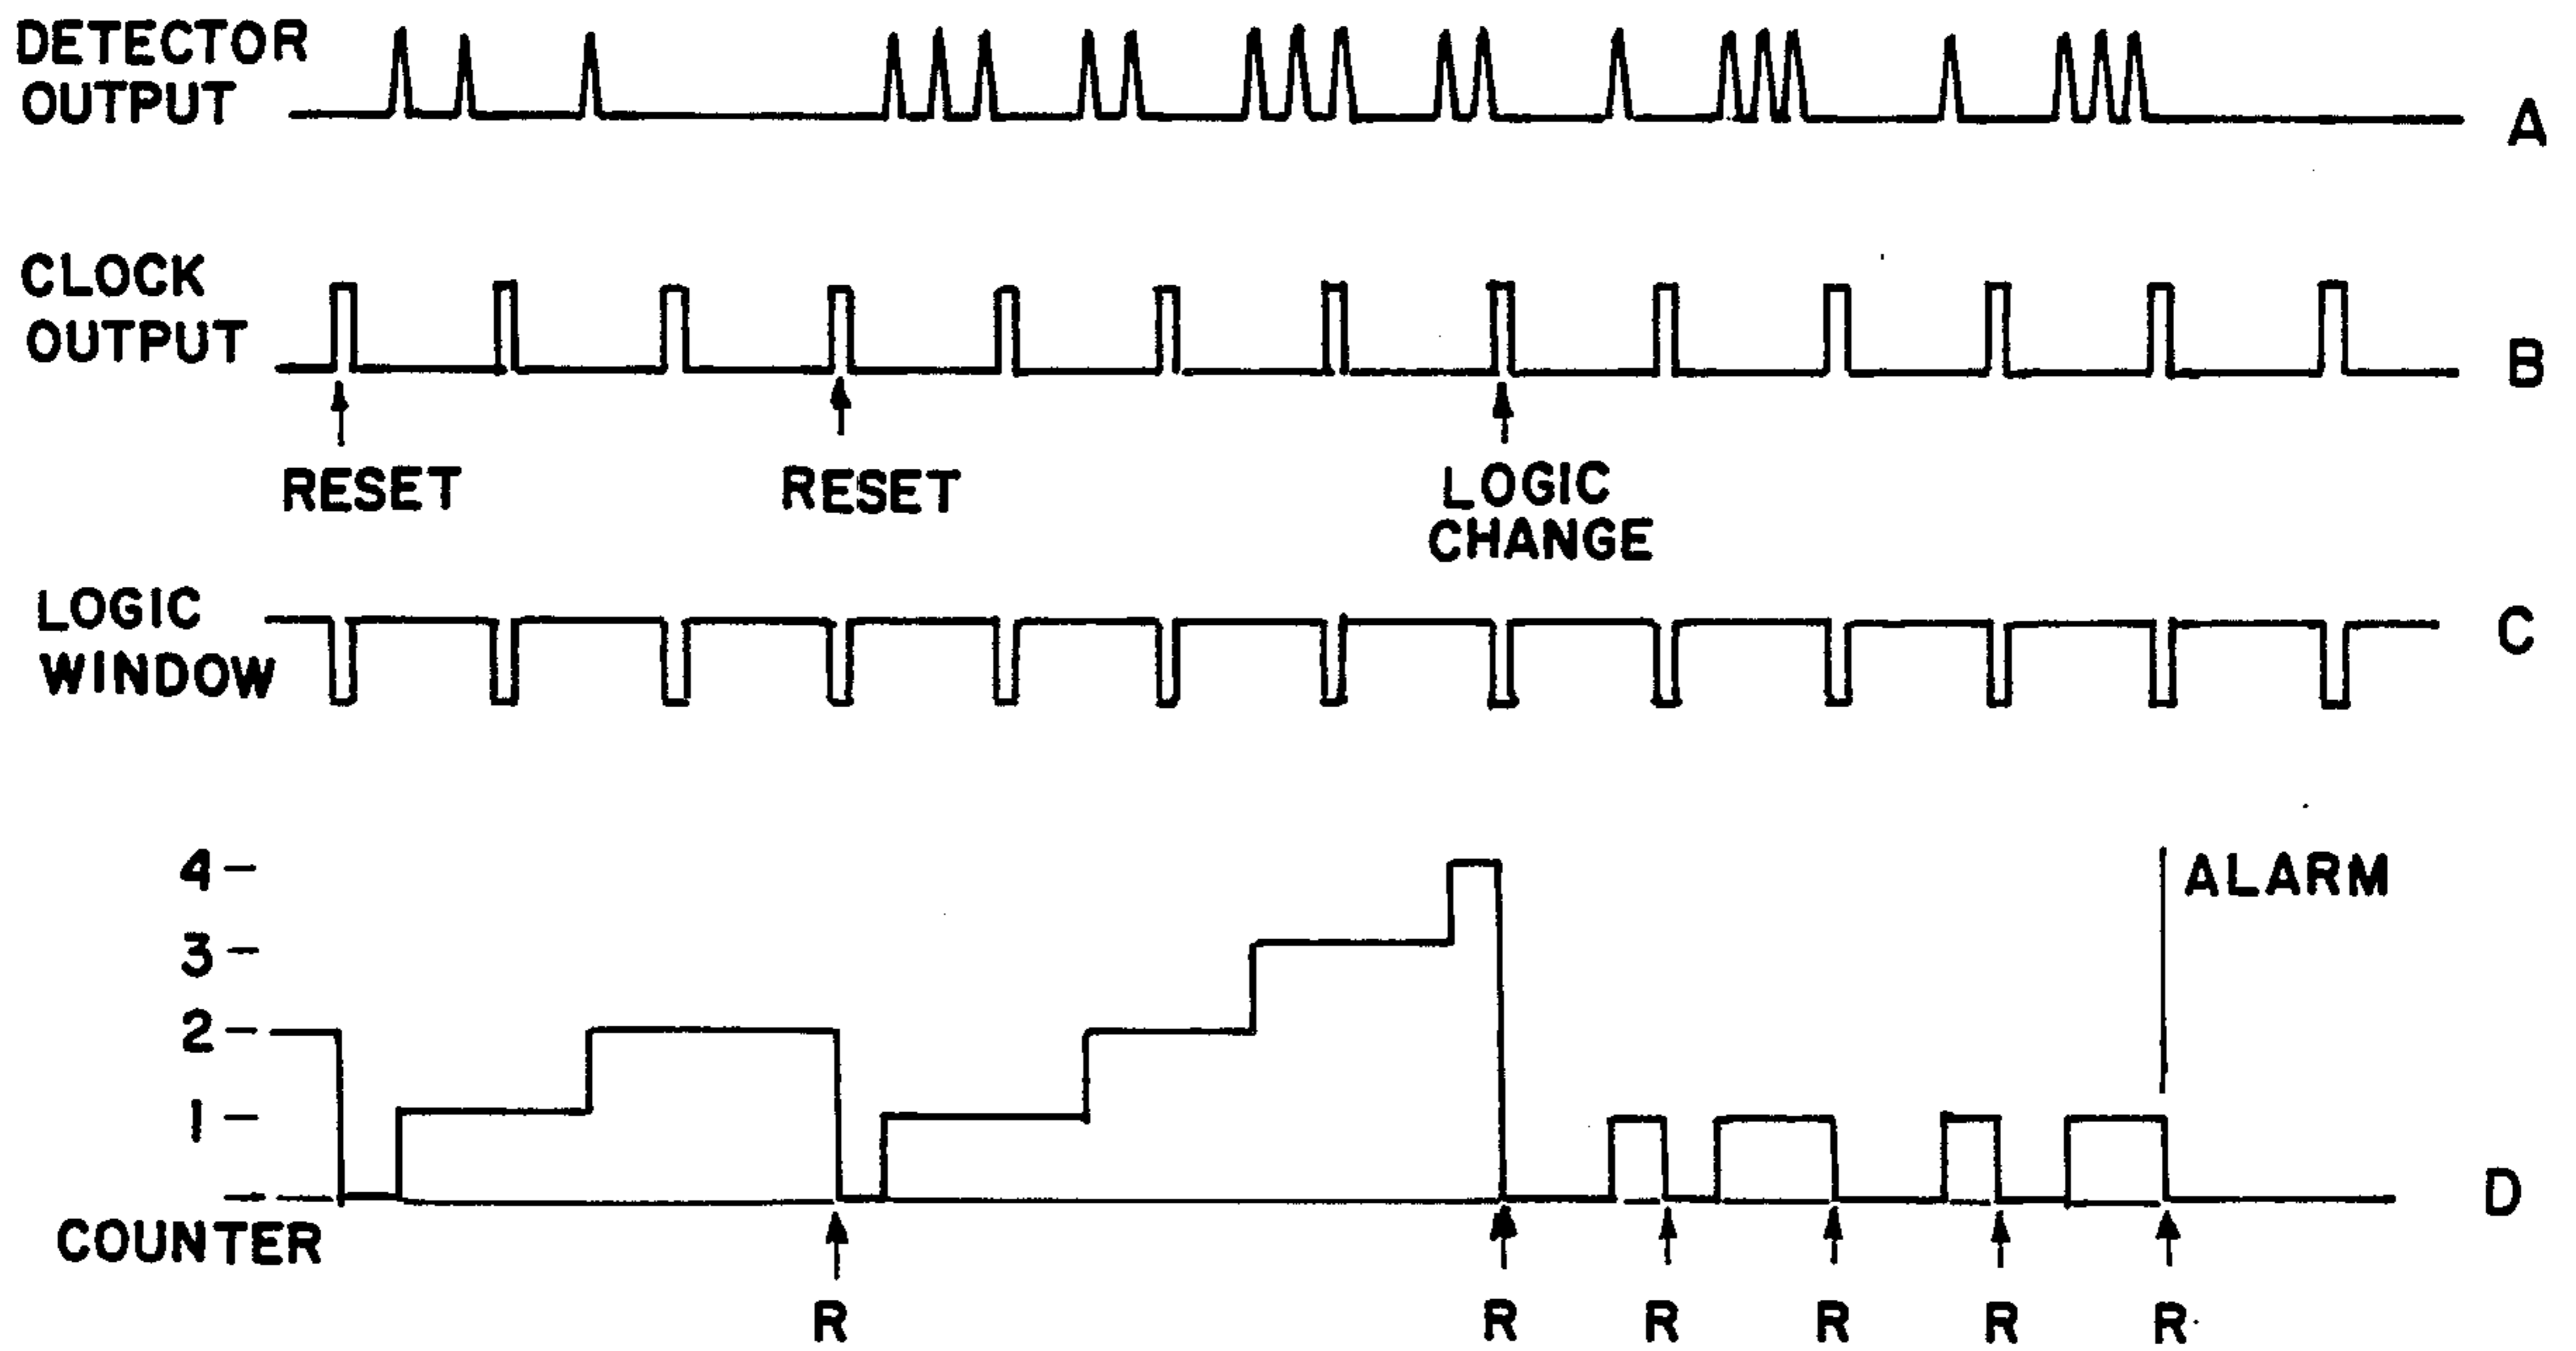 DETECTOR
OUTPUT
A
CLOCK
OUTPUT
B
RESET
RESET
LOGIC
CHANGE
LOGIC
WINDOW
C
4
ALARM
3
2
1
D
COUNTER
R
R
R
R
R
R